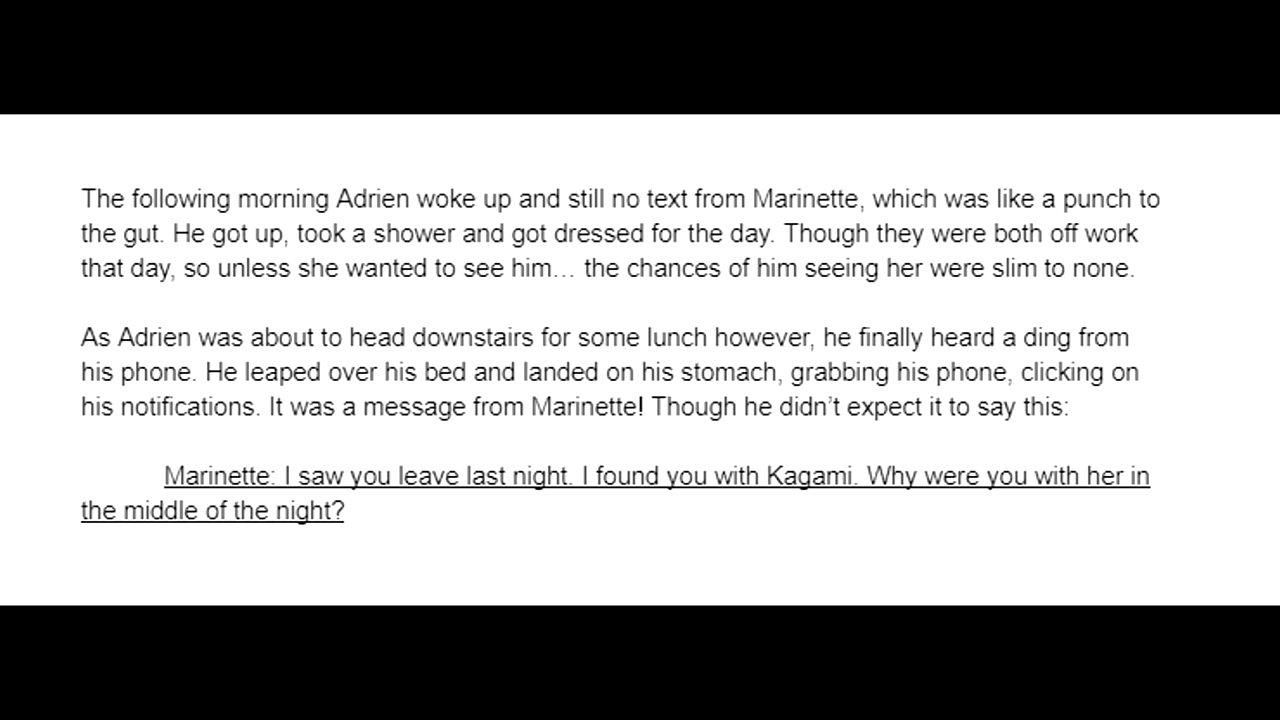 The following morning Adrien woke up and still no text from Marinette, which was like a punch to
the gut. He got up, took a shower and got dressed for the day. Though they were both off work
that day, so unless she wanted to see him… the chances of him seeing her were slim to none.
As Adrien was about to head downstairs for some lunch however, he finally heard a ding from
his phone. He leaped over his bed and landed on his stomach, grabbing his phone, clicking on
his notifications. It was a message from Marinette! Though he didn’t expect it to say this:
Marinette: I saw you leave last night. I found you with Kagami. Why were you with her in
the middle of the night?